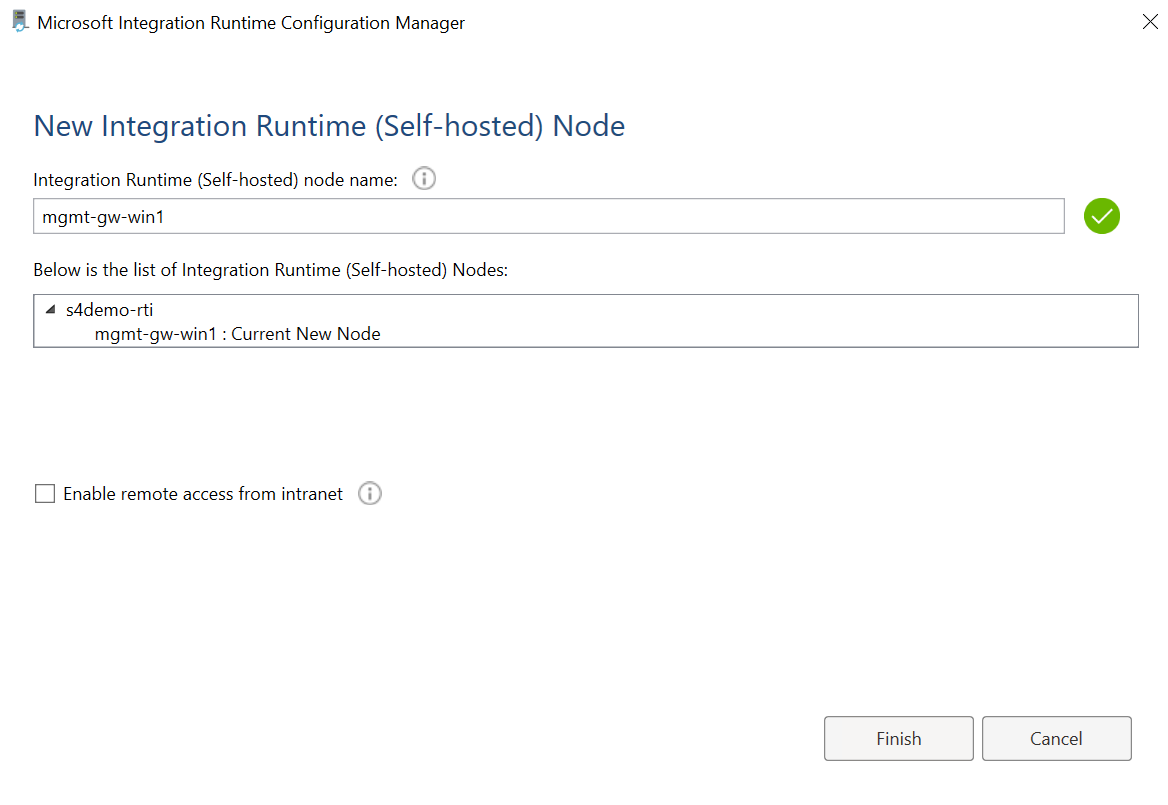 Microsoft Integration Runtime Configuration Manager
New Integration Runtime (Self-hosted) Node
Integration Runtime (Self-hosted) node name:
mgmt-gw-win1
Below is the list of Integration Runtime (Self-hosted) Nodes:
s4demo-rti
mgmt-gw-win1 : Current New Node
Enable remote access from intranet
Finish Cancel